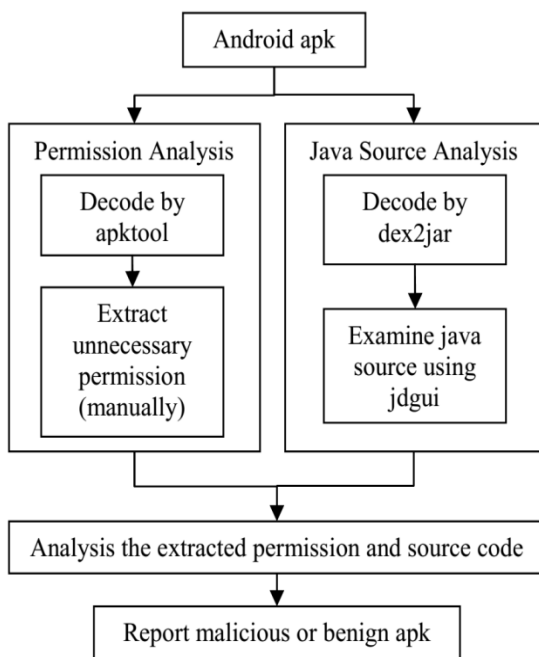 Android apk
Permission Analysis
Decode by
apktool
Extract
unnecessary
permission
(manually)
Java Source Analysis
Decode by
dex2jar
Examine java
source using
jdgui
Analysis the extracted permission and source code
Report malicious or benign apk